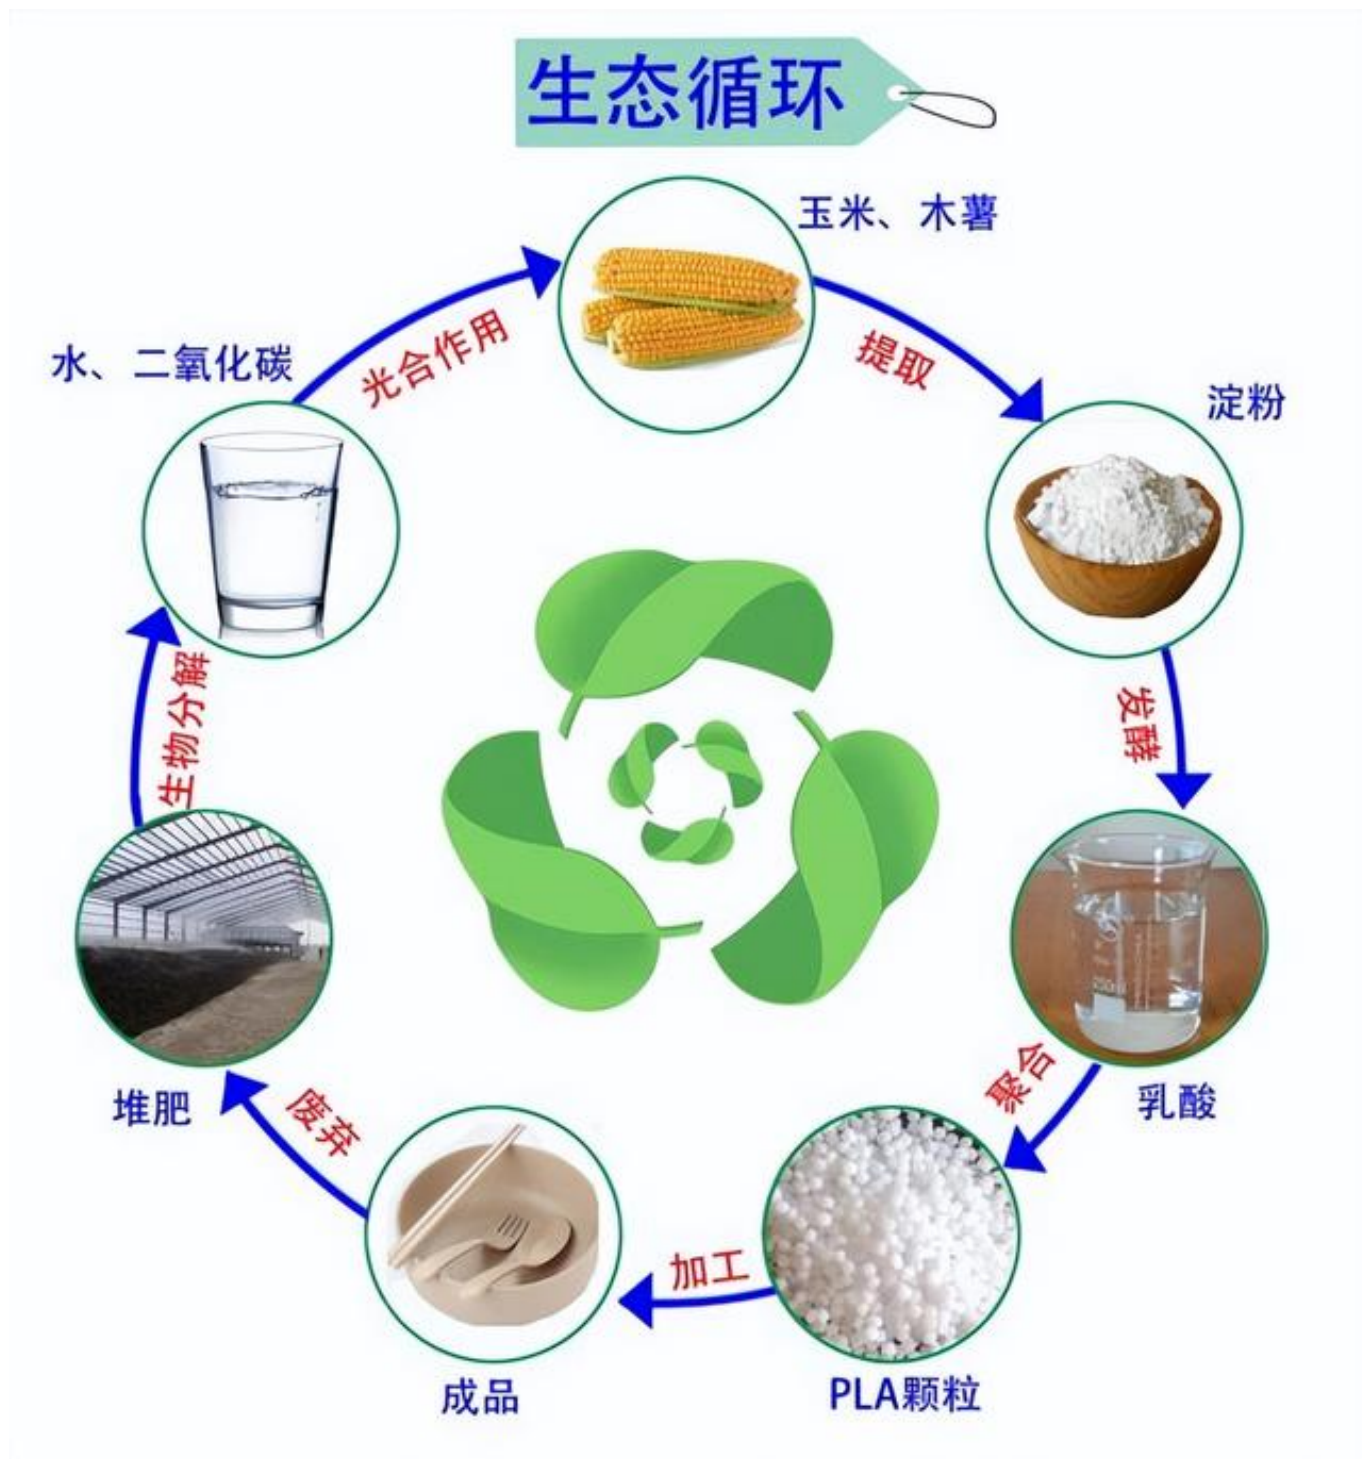 生态循环
玉米、木薯
提取
淀粉
发酵
乳酸
聚合
PLA颗粒
加工
成品
废弃
堆肥
生物分解
水、二氧化碳
光合作用